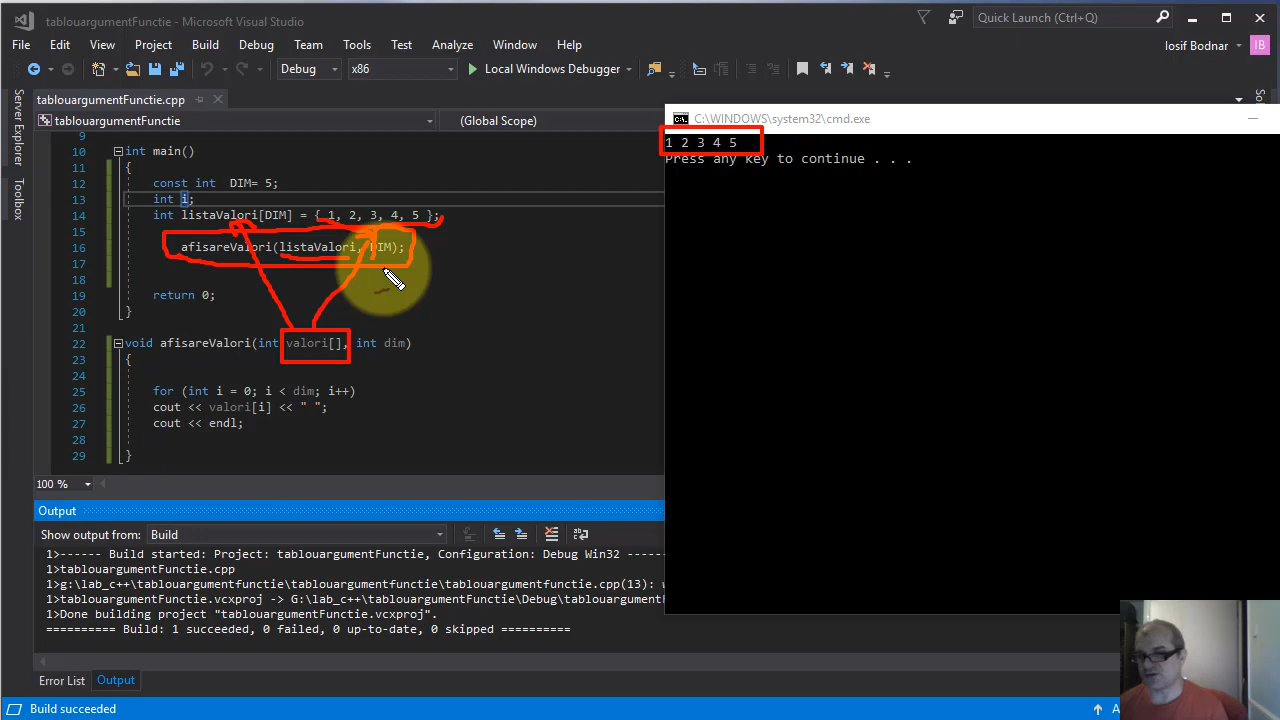 tablouargumentFunctie - Microsoft Visual Studio
Quick Launch (Ctrl+Q)
File Edit View Project Build Debug Team Tools Test Analyze Window Help
Iosif Bodnar IB
Debug x86 Local Windows Debugger
Server Explorer
Toolbox
tablouargumentFunctie.cpp
tablouargumentFunctie (Global Scope)
9
10 int main()
11 {
12 const int DIM= 5;
13 int i;
14 int listaValori[DIM] = { 1, 2, 3, 4, 5 };
15
16 afisareValori(listaValori, DIM);
17
18
19 return 0;
20 }
21
22 void afisareValori(int valori[], int dim)
23 {
24
25 for (int i = 0; i < dim; i++)
26 cout << valori[i] << " ";
27 cout << endl;
28
29 }
100 %
C:\WINDOWS\system32\cmd.exe
1 2 3 4 5
Press any key to continue . . .
Output
Show output from: Build
1>------ Build started: Project: tablouargumentFunctie, Configuration: Debug Win32 ------
1>tablouargumentFunctie.cpp
1>g:\lab_c++\tablouargumentfunctie\tablouargumentfunctie\tablouargumentfunctie.cpp(13):
1>tablouargumentFunctie.vcxproj -> G:\lab_c++\tablouargumentFunctie\Debug\tablouargument
1>Done building project "tablouargumentFunctie.vcxproj".
========== Build: 1 succeeded, 0 failed, 0 up-to-date, 0 skipped ==========
Error List Output
Build succeeded